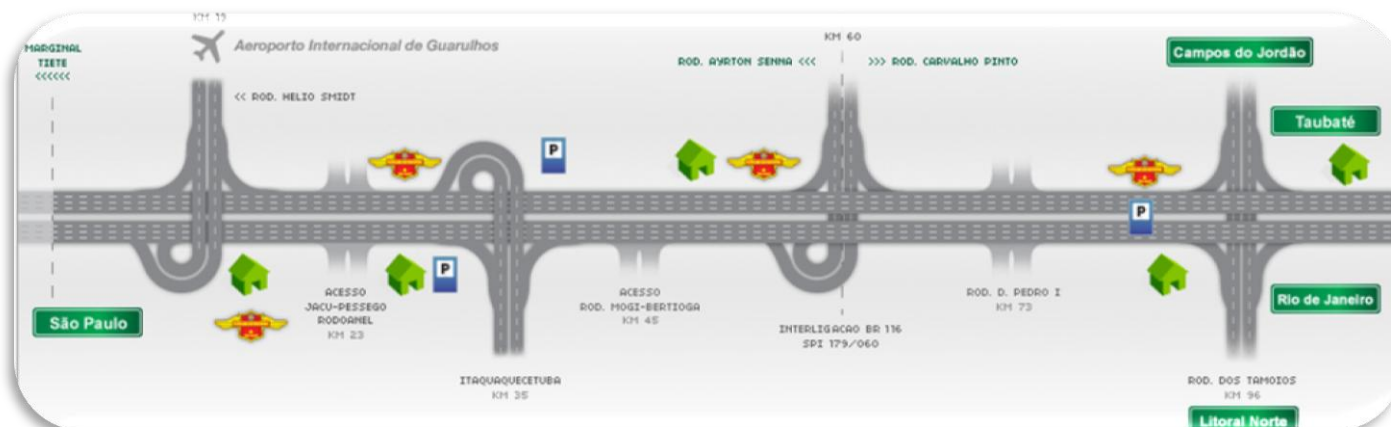 KM 19
Aeroporto Internacional de Guarulhos
MARGINAL
TIETE
<<<<<<
<< ROD. HELIO SMIDT
KM 60
ROD. AYRTON SENNA <<<
>>> ROD. CARVALHO PINTO
Campos do Jordão
Taubaté
P
P
P
São Paulo
ACESSO
JACU-PESSEGO
RODOANEL
KM 23
ITAQUAQUECETUBA
KM 35
ACESSO
ROD. MOGI-BERTIOGA
KM 45
INTERLIGACAO BR 116
SPI 179/060
ROD. D. PEDRO I
KM 73
Rio de Janeiro
ROD. DOS TAMOIOS
KM 96
Litoral Norte